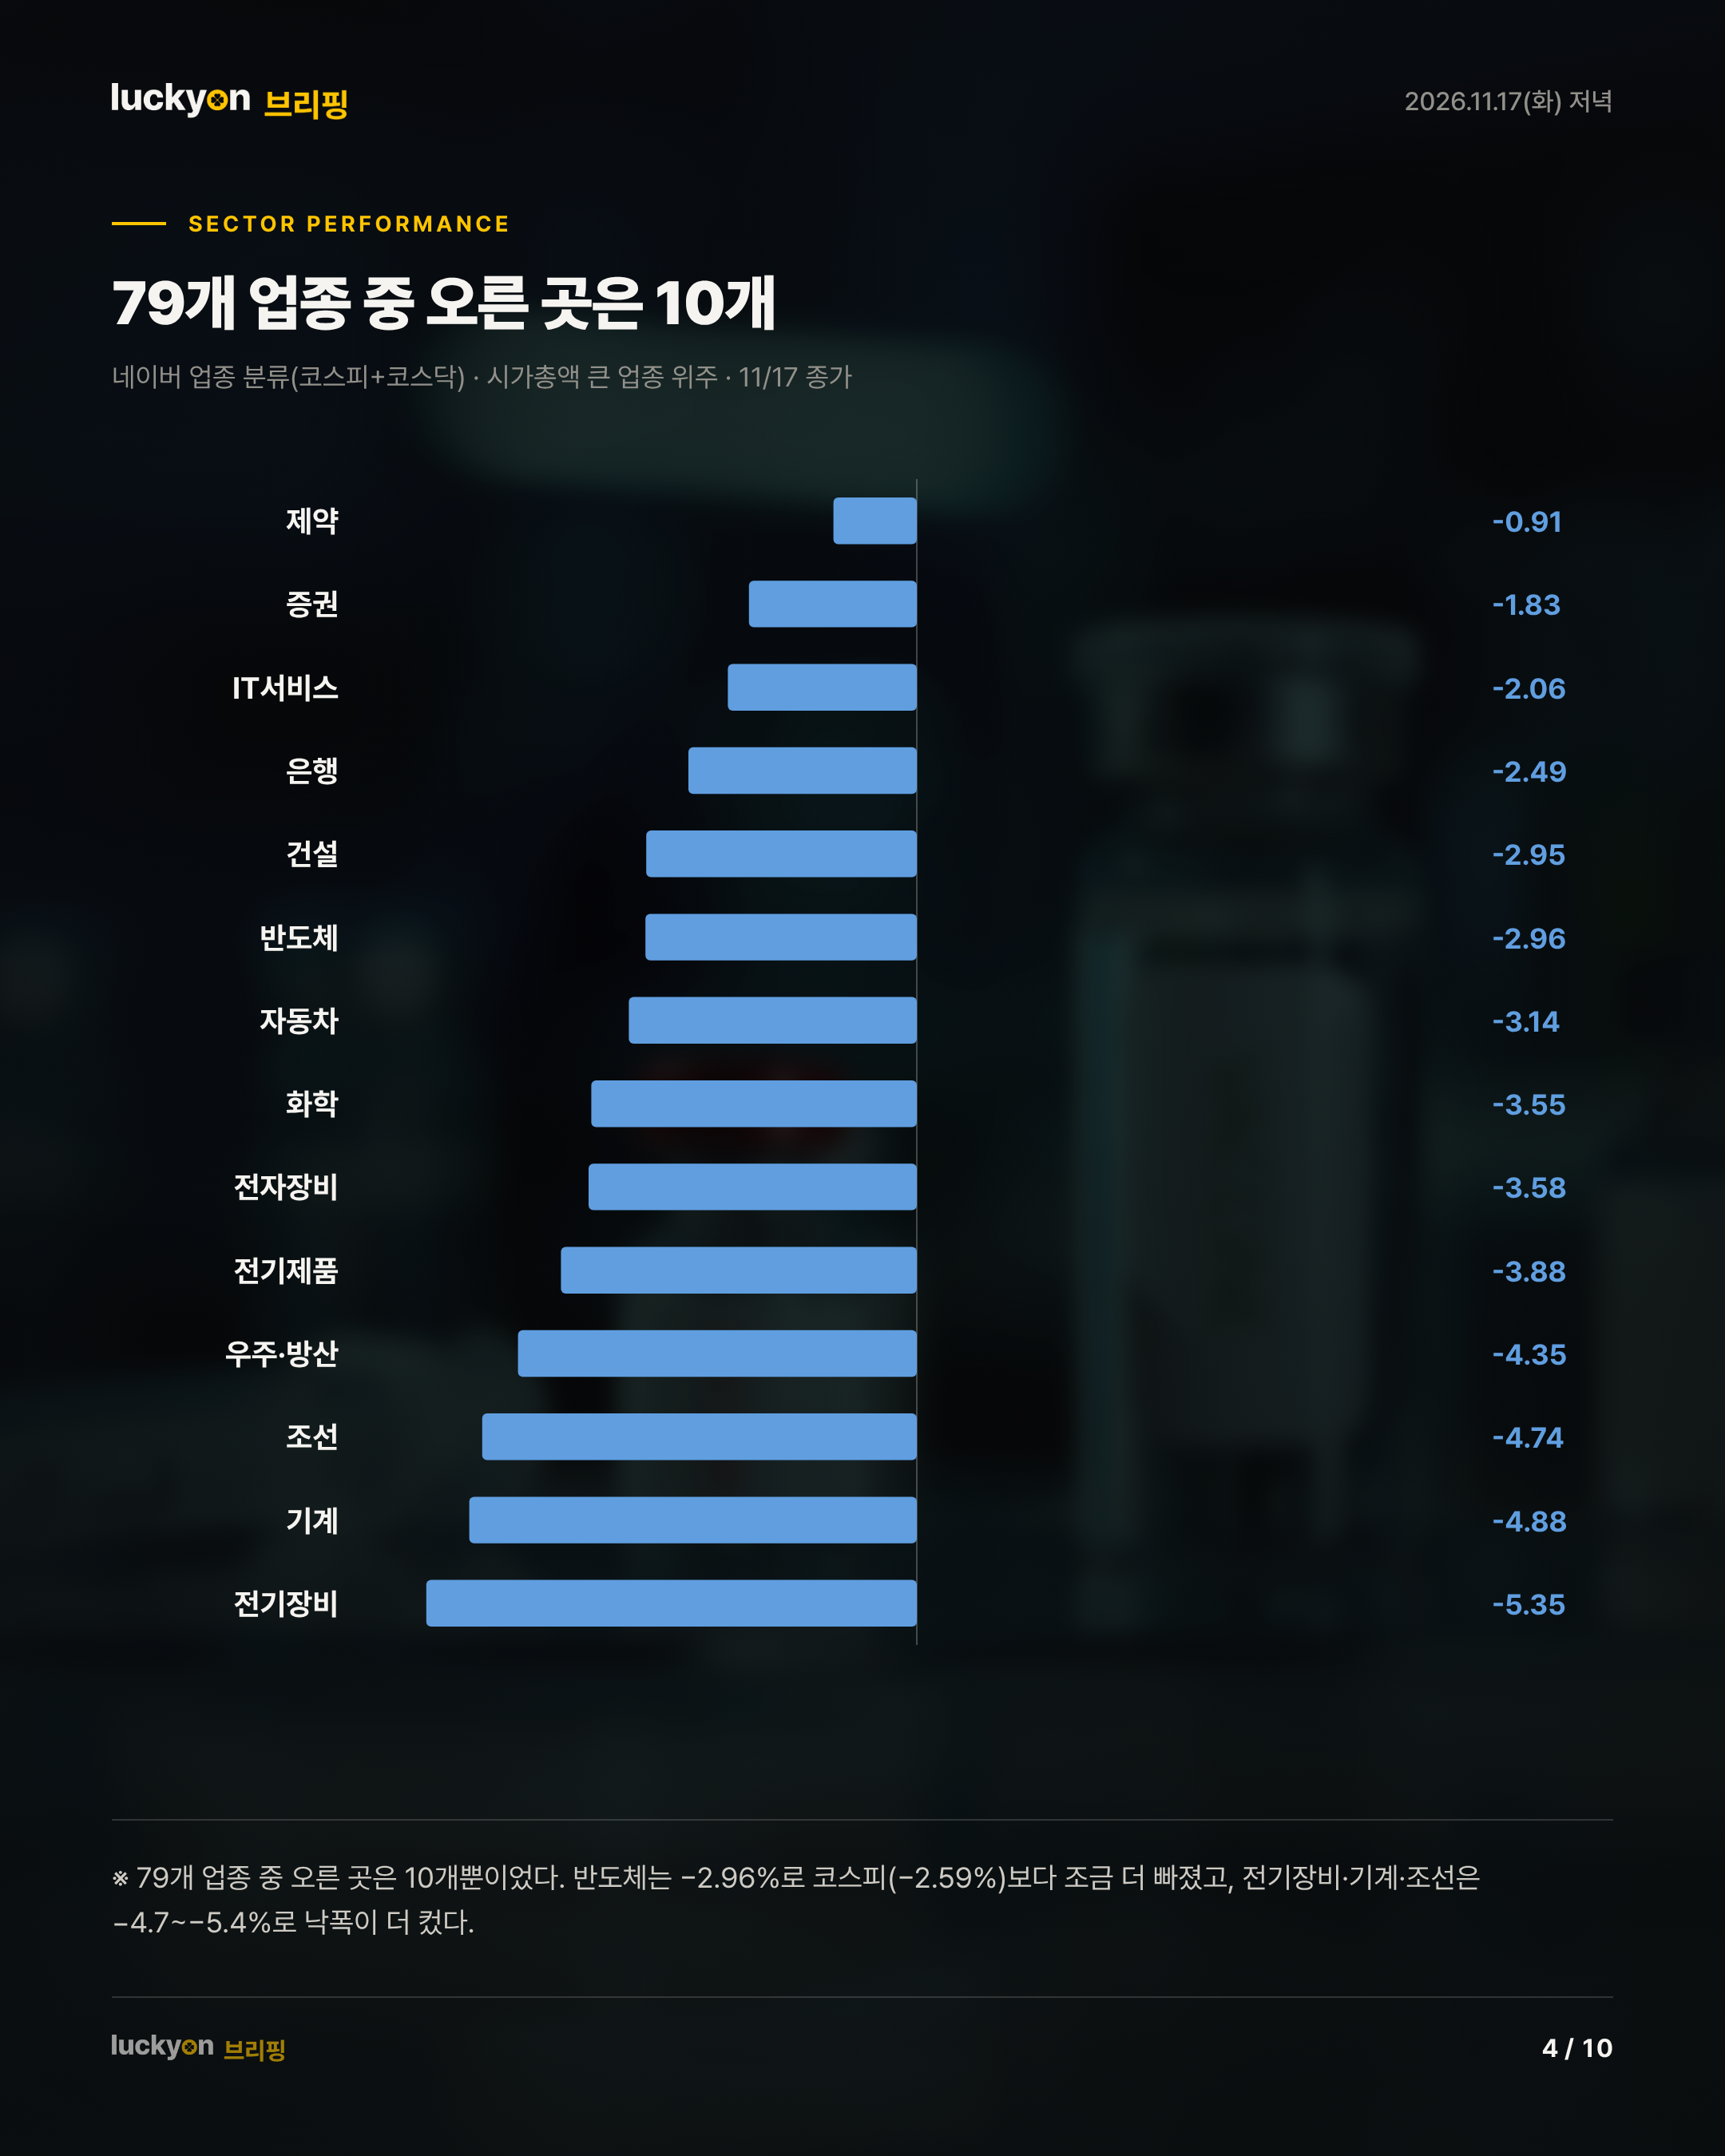 luckyon 브리핑
2026.11.17(화) 저녁
SECTOR PERFORMANCE
79개 업종 중 오른 곳은 10개
네이버 업종 분류(코스피+코스닥) · 시가총액 큰 업종 위주 · 11/17 종가
제약 -0.91
증권 -1.83
IT서비스 -2.06
은행 -2.49
건설 -2.95
반도체 -2.96
자동차 -3.14
화학 -3.55
전자장비 -3.58
전기제품 -3.88
우주·방산 -4.35
조선 -4.74
기계 -4.88
전기장비 -5.35
※ 79개 업종 중 오른 곳은 10개뿐이었다. 반도체는 −2.96%로 코스피(−2.59%)보다 조금 더 빠졌고, 전기장비·기계·조선은
−4.7~−5.4%로 낙폭이 더 컸다.
luckyon 브리핑
4 / 10